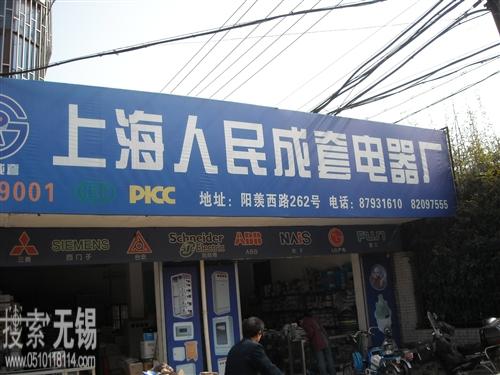 上海人民成套电器厂
9001
PICC
地址: 阳羡西路262号 电话: 87931610 82097555
SIEMENS
西门子
Schneider
Electric
ABB
ABB
NAiS
三菱
搜索无锡
www.0510118114.com